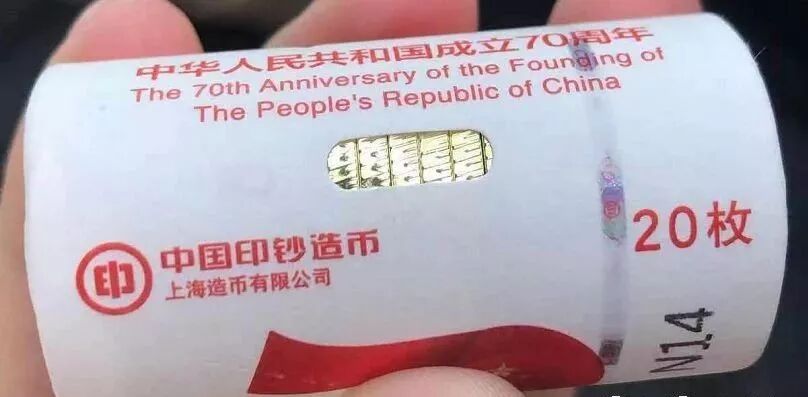 中华人民共和国成立70周年
The 70th Anniversary of the Founding of
The People's Republic of China
中国印钞造币
上海造币有限公司
20枚
N14